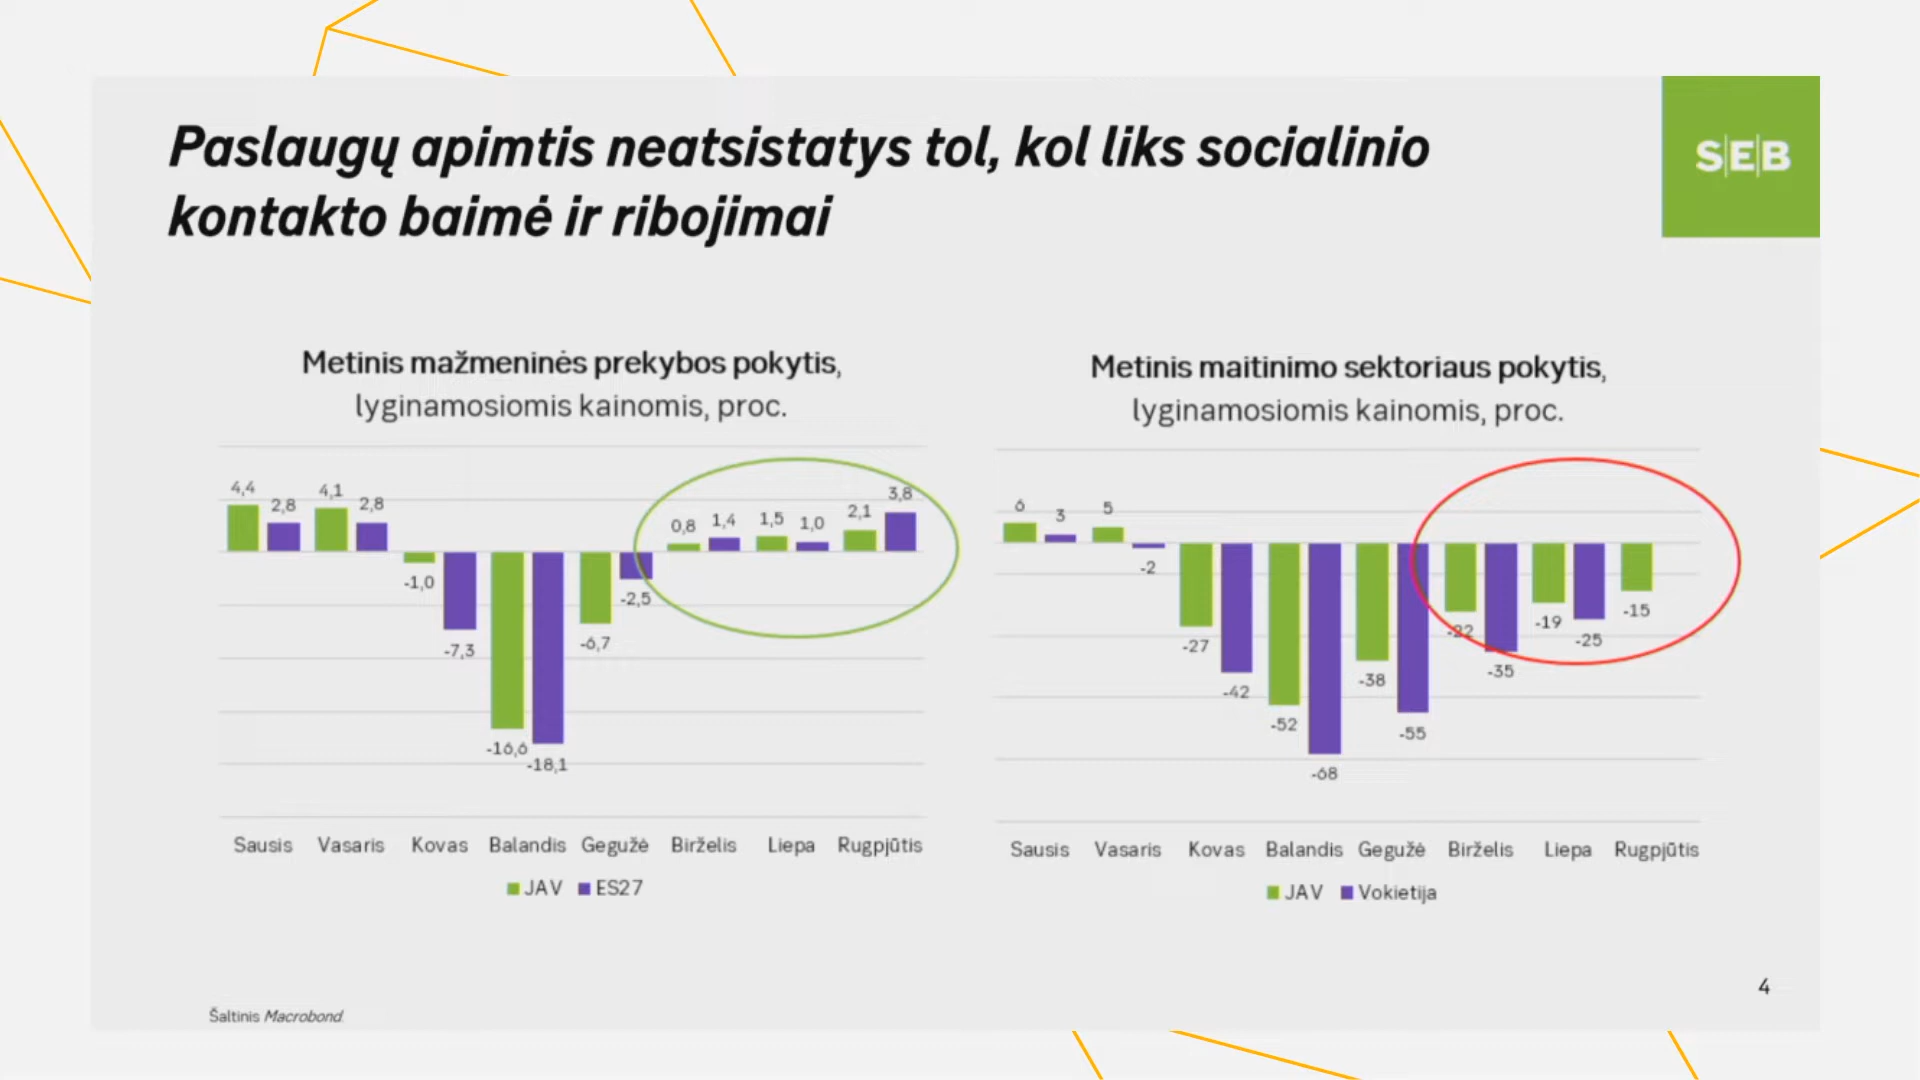 Paslaugų apimtis neatsistatys tol, kol liks socialinio
kontakto baimė ir ribojimai
S|E|B
Metinis mažmeninės prekybos pokytis,
lyginamosiomis kainomis, proc.
4,4
2,8
4,1
2,8
-1,0
-7,3
-16,6
-18,1
-6,7
-2,5
0,8
1,4
1,5
1,0
2,1
3,8
Sausis Vasaris Kovas Balandis Gegužė Birželis Liepa Rugpjūtis
JAV ES27
Metinis maitinimo sektoriaus pokytis,
lyginamosiomis kainomis, proc.
6
3
5
-2
-27
-42
-52
-68
-38
-55
-22
-35
-19
-25
-15
Sausis Vasaris Kovas Balandis Gegužė Birželis Liepa Rugpjūtis
JAV Vokietija
4
Šaltinis Macrobond.